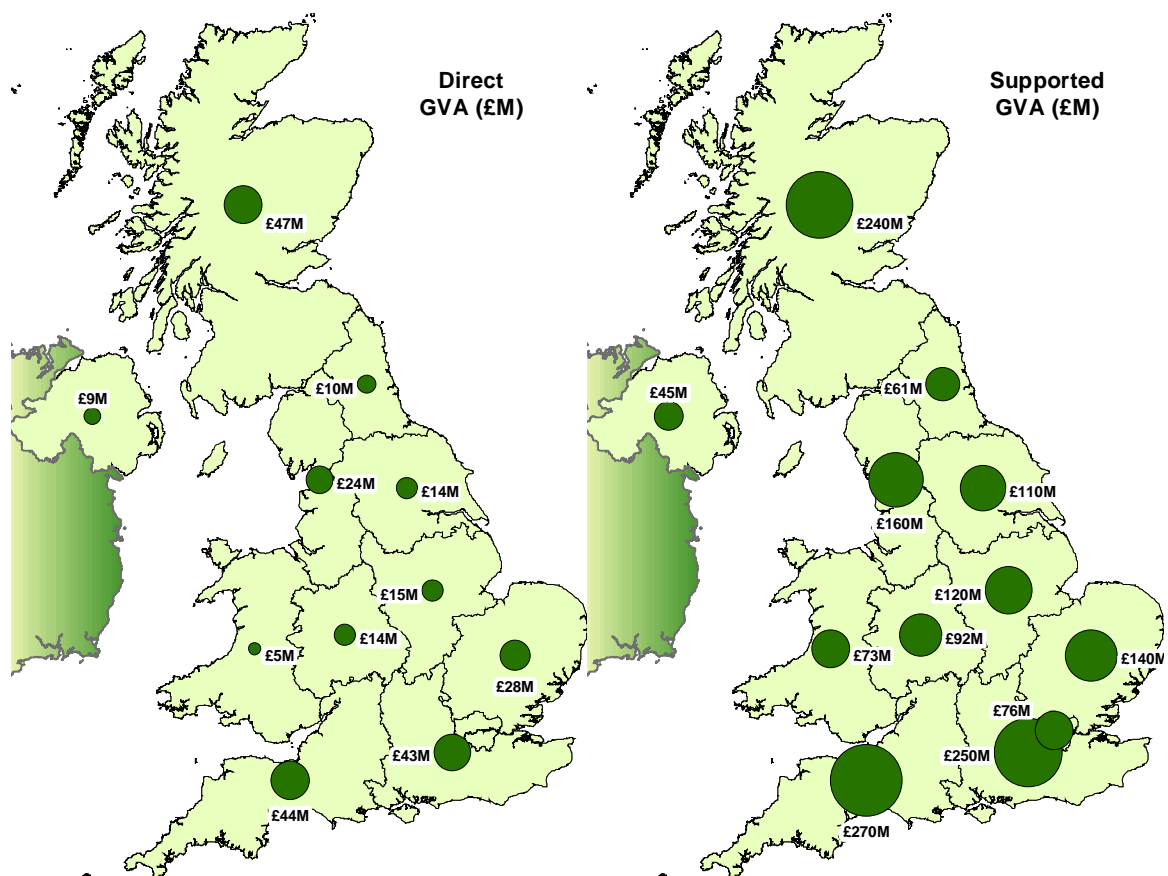 Direct
GVA (£M)
£47M
£10M
£9M
£24M
£14M
£15M
£14M
£5M
£28M
£43M
£44M
Supported
GVA (£M)
£240M
£61M
£45M
£110M
£160M
£120M
£92M
£73M
£140M
£76M
£250M
£270M